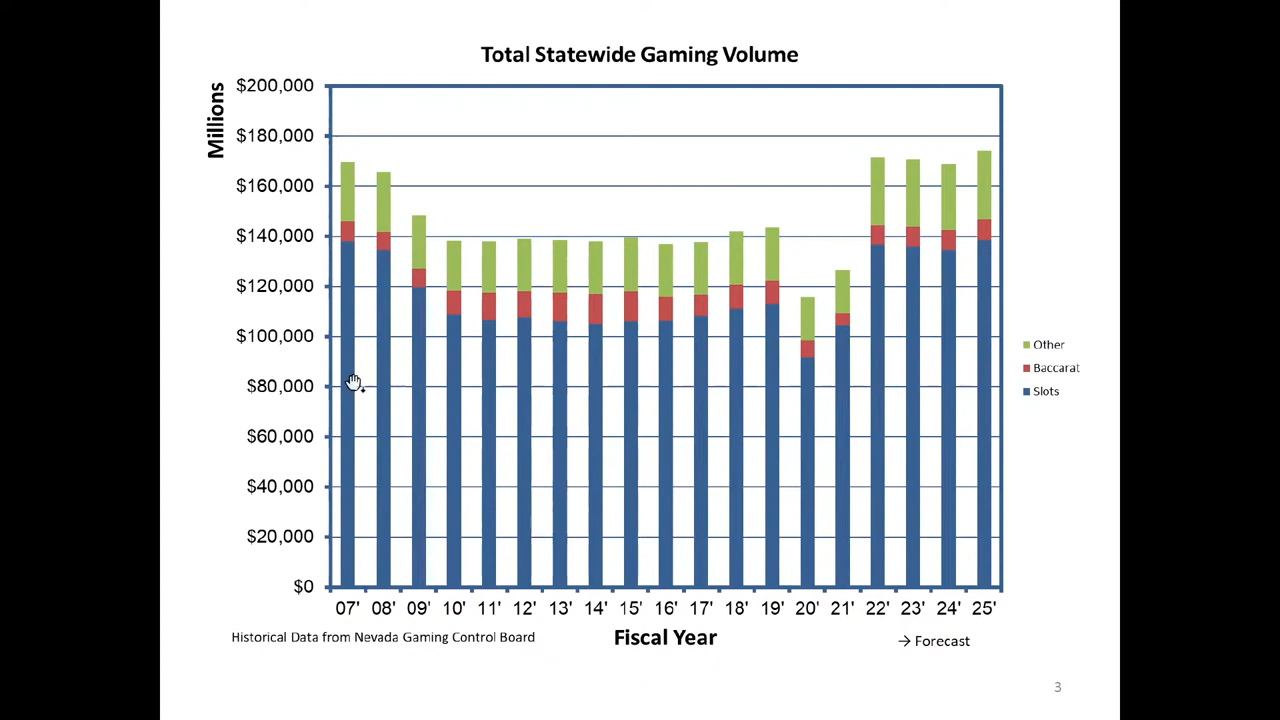 Total Statewide Gaming Volume
Millions
$200,000
$180,000
$160,000
$140,000
$120,000
$100,000
$80,000
$60,000
$40,000
$20,000
$0
07' 08' 09' 10' 11' 12' 13' 14' 15' 16' 17' 18' 19' 20' 21' 22' 23' 24' 25'
Other
Baccarat
Slots
Historical Data from Nevada Gaming Control Board
Fiscal Year
→ Forecast
3